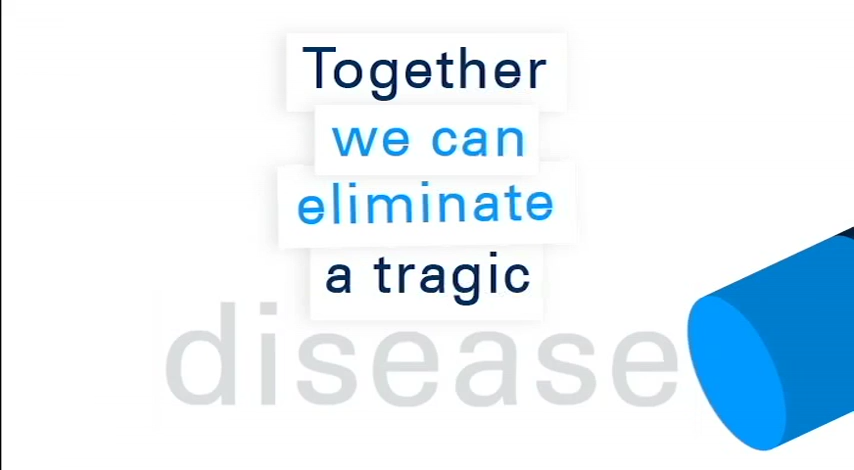 Together
we can
eliminate
a tragic
disease